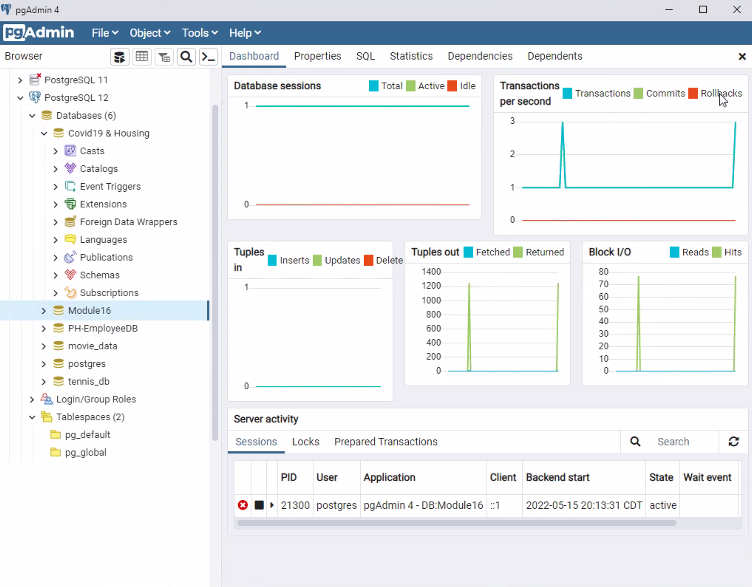 pgAdmin 4
pgAdmin File Object Tools Help
Browser
Dashboard Properties SQL Statistics Dependencies Dependents
PostgreSQL 11
PostgreSQL 12
Databases (6)
Covid19 & Housing
Casts
Catalogs
Event Triggers
Extensions
Foreign Data Wrappers
Languages
Publications
Schemas
Subscriptions
Module16
PH-EmployeeDB
movie_data
postgres
tennis_db
Login/Group Roles
Tablespaces (2)
pg_default
pg_global
Database sessions
Total Active Idle
1
0
Transactions
per second
Transactions Commits Rollbacks
3
2
1
0
Tuples
in
Inserts Updates Delete
1
0
Tuples out Fetched Returned
1400
1200
1000
800
600
400
200
0
Block I/O Reads Hits
80
70
60
50
40
30
20
10
0
Server activity
Sessions Locks Prepared Transactions
Search
PID User Application Client Backend start State Wait event
21300 postgres pgAdmin 4 - DB:Module16 ::1 2022-05-15 20:13:31 CDT active